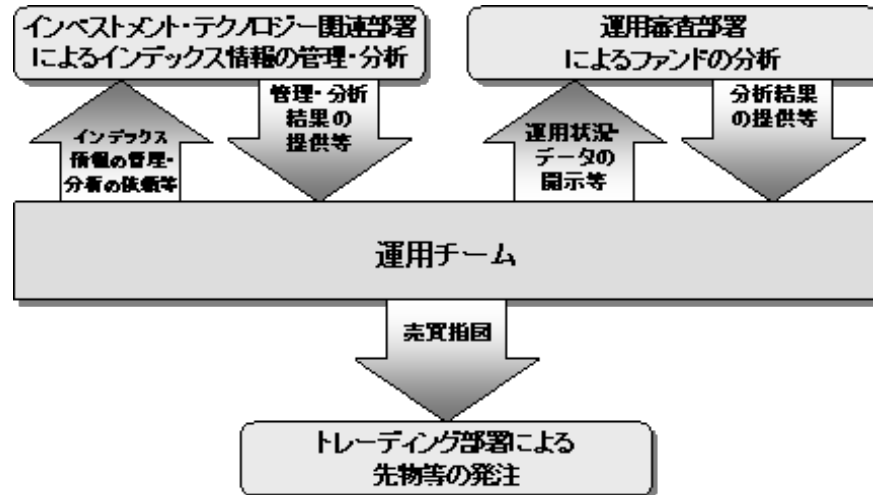 インベストメント・テクノロジー関連部署
によるインデックス情報の管理・分析
運用審査部署
によるファンドの分析
インデックス
情報の管理・
分析の依頼等
管理・分析
結果の
提供等
運用状況・
データの
開示等
分析結果
の提供等
運用チーム
売買指図
トレーディング部署による
先物等の発注